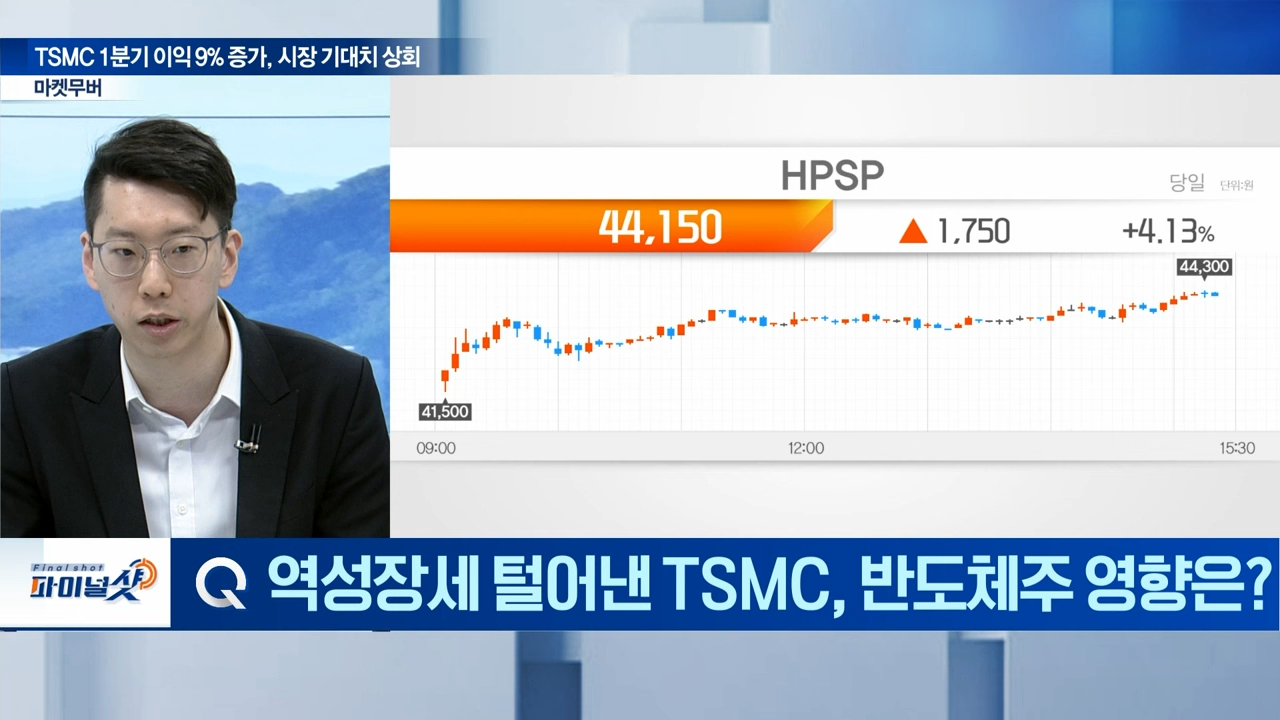 TSMC 1분기 이익 9% 증가, 시장 기대치 상회
마켓무버
HPSP
당일 단위:원
44,150 ▲ 1,750 +4.13%
44,300
41,500
09:00 12:00 15:30
Final shot
파이널샷
Q 역성장세 털어낸 TSMC, 반도체주 영향은?